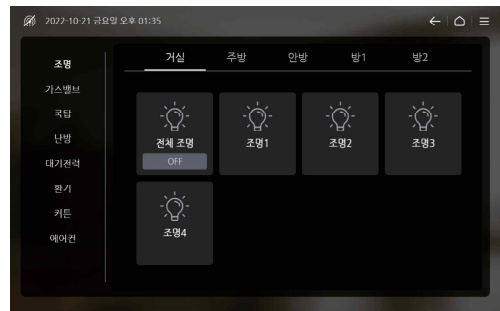 2022-10-21 금요일 오후 01:35
조명
가스밸브
국탑
난방
대기전력
환기
커튼
에어컨
거실 주방 안방 방1 방2
전체 조명
OFF
조명1
조명2
조명3
조명4